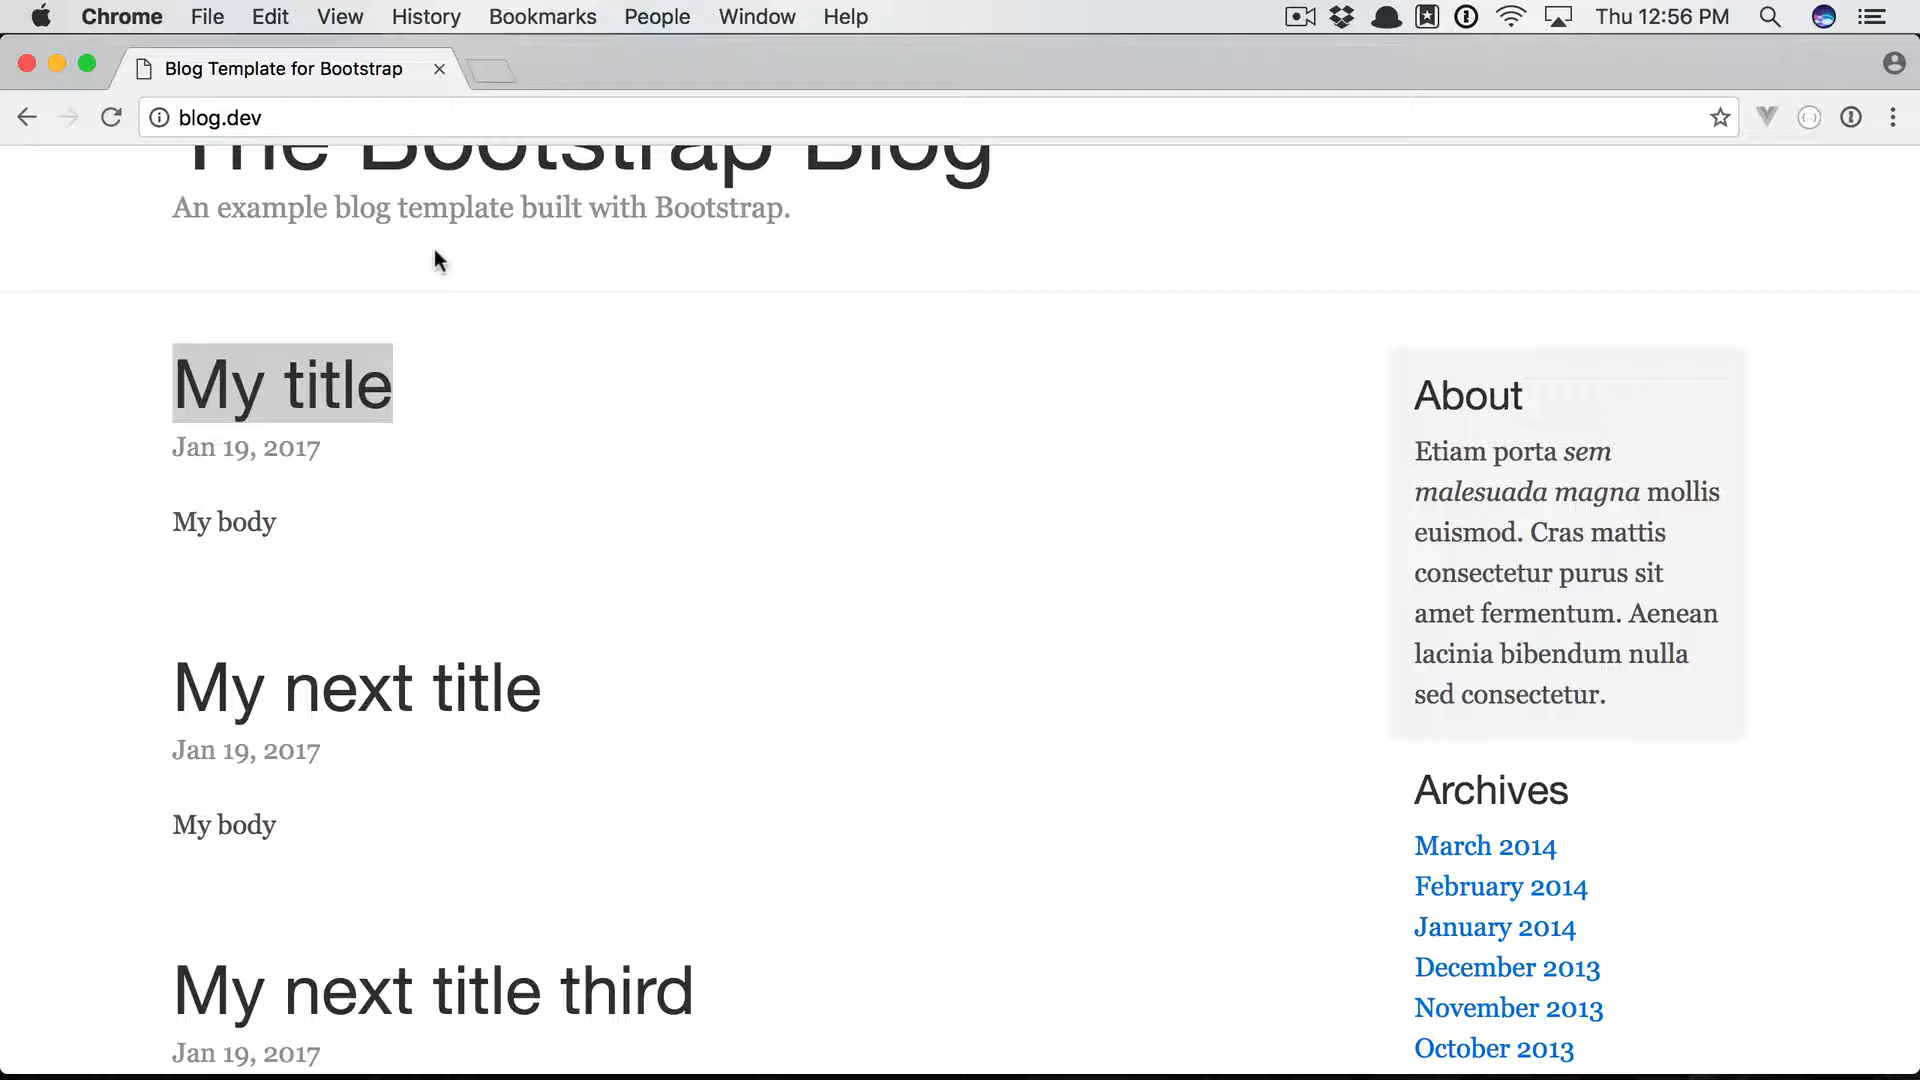 Chrome File Edit View History Bookmarks People Window Help Thu 12:56 PM
Blog Template for Bootstrap
blog.dev
The Bootstrap Blog
An example blog template built with Bootstrap.
My title
Jan 19, 2017
My body
My next title
Jan 19, 2017
My body
My next title third
Jan 19, 2017
About
Etiam porta sem
malesuada magna mollis
euismod. Cras mattis
consectetur purus sit
amet fermentum. Aenean
lacinia bibendum nulla
sed consectetur.
Archives
March 2014
February 2014
January 2014
December 2013
November 2013
October 2013